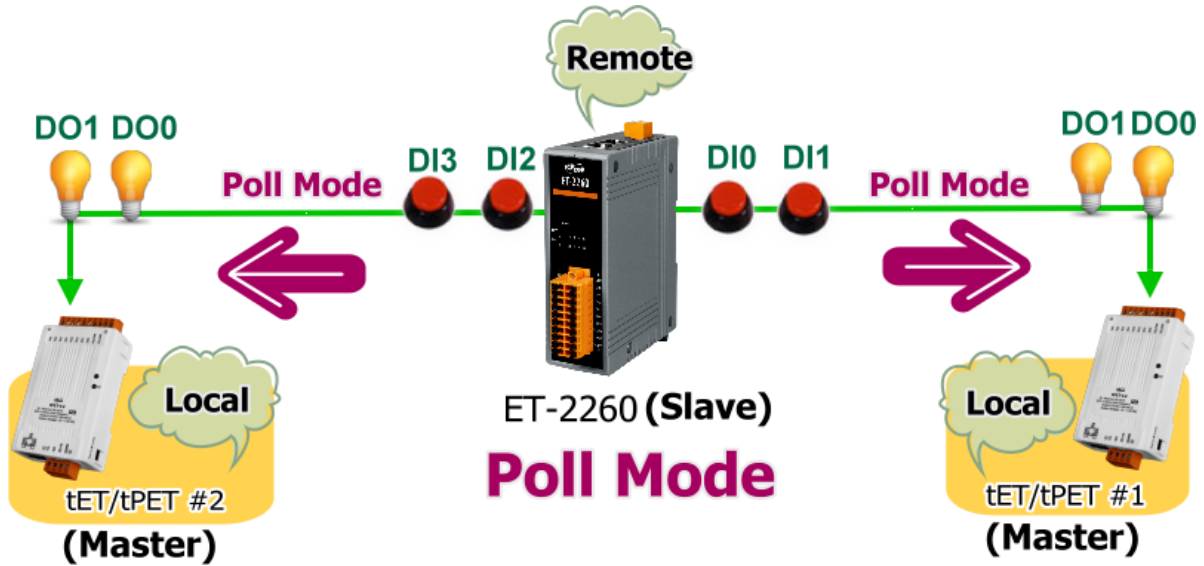 Remote
DO1 DO0
DO1 DO0
DI3 DI2
DI0 DI1
Poll Mode
Poll Mode
ET-2260
Local
Local
ET-2260 (Slave)
Poll Mode
tET/tPET #2
(Master)
tET/tPET #1
(Master)